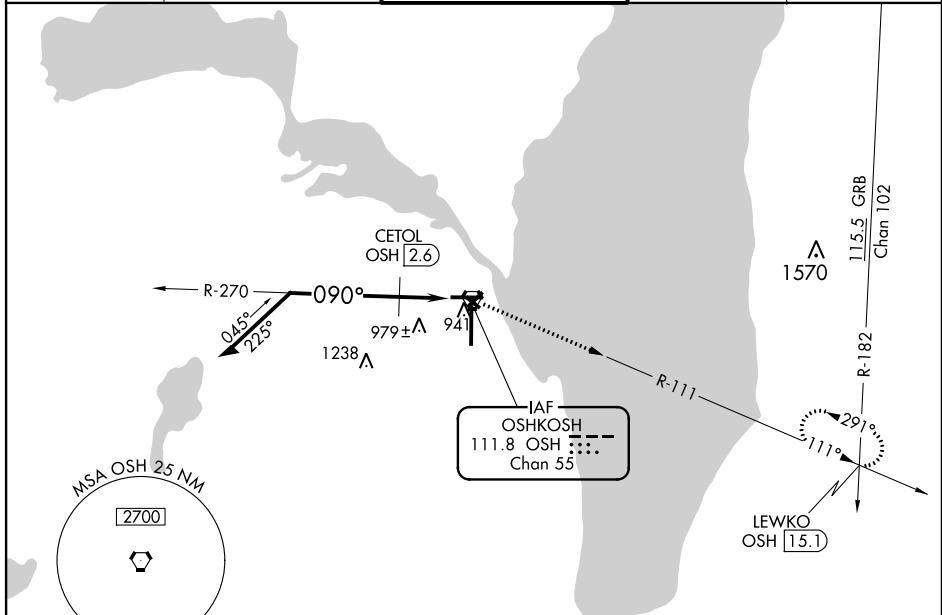 115.5 GRB
Chan 102
1570
CETOL
OSH 2.6
R-270
090°
045°
225°
979±
941
1238
R-182
R-111
IAF
OSHKOSH
111.8 OSH
Chan 55
291°
111°
MSA OSH 25 NM
2700
LEWKO
OSH 15.1